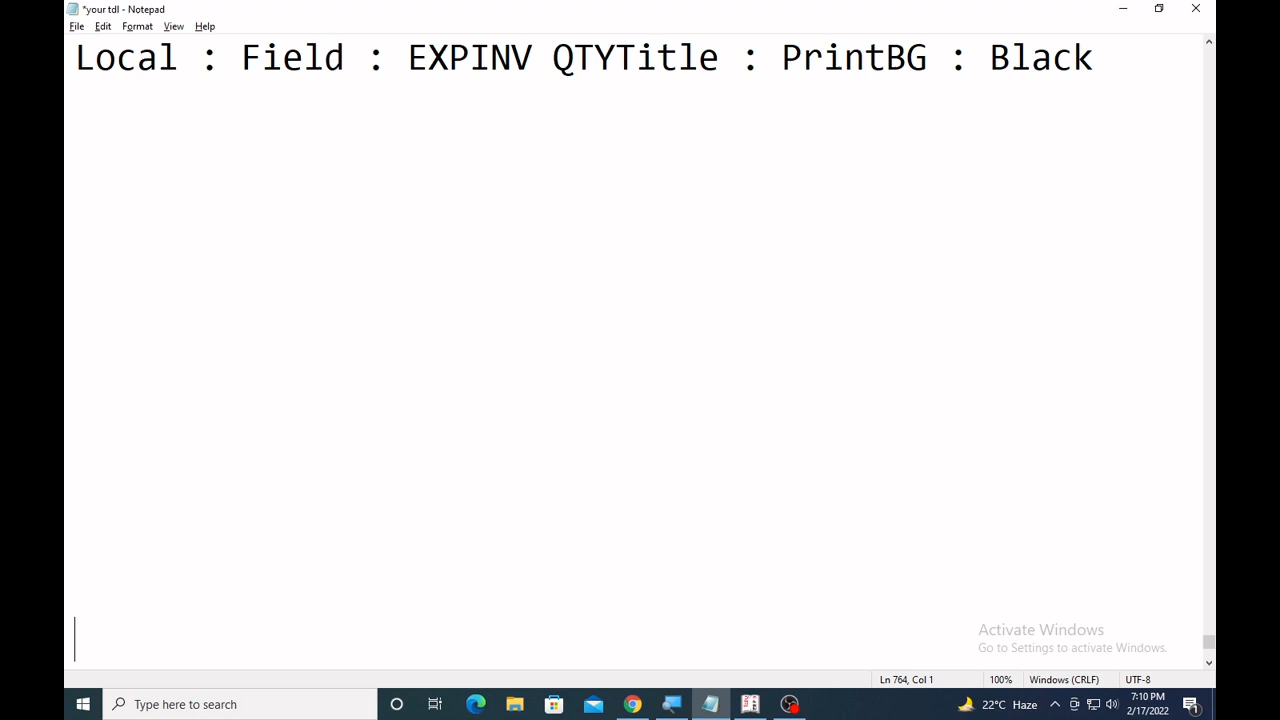 *your tdl - Notepad
File Edit Format View Help
Local : Field : EXPINV QTYTitle : PrintBG : Black
Activate Windows
Go to Settings to activate Windows.
Ln 764, Col 1 100% Windows (CRLF) UTF-8
Type here to search
22°C Haze
7:10 PM
2/17/2022
1